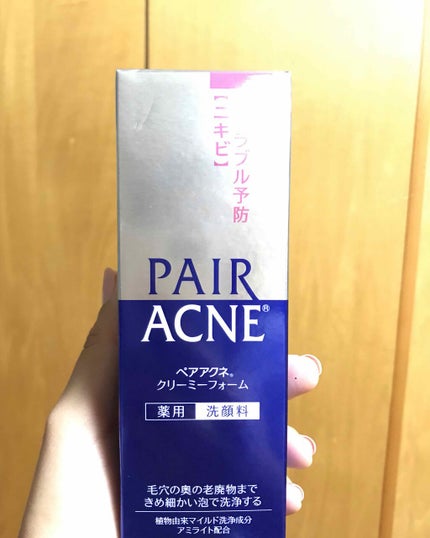 【ニキビ】
ラブル予防
PAIR
ACNE®
ペアアクネ®
クリーミーフォーム
薬用 洗顔料
毛穴の奥の老廃物まで
きめ細かい泡で洗浄する
植物由来マイルド洗浄成分
アミライト配合